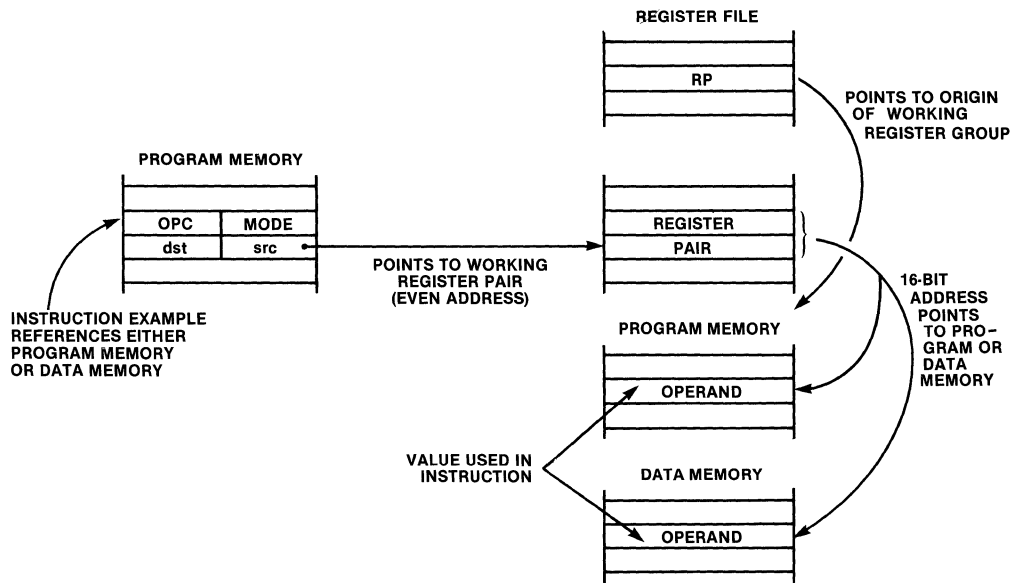 REGISTER FILE
RP
POINTS TO ORIGIN
OF WORKING
REGISTER GROUP
PROGRAM MEMORY
OPC MODE
dst src
REGISTER
PAIR
POINTS TO WORKING
REGISTER PAIR
(EVEN ADDRESS)
INSTRUCTION EXAMPLE
REFERENCES EITHER
PROGRAM MEMORY
OR DATA MEMORY
16-BIT
ADDRESS
POINTS
TO PRO–
GRAM OR
DATA
MEMORY
PROGRAM MEMORY
OPERAND
VALUE USED IN
INSTRUCTION
DATA MEMORY
OPERAND